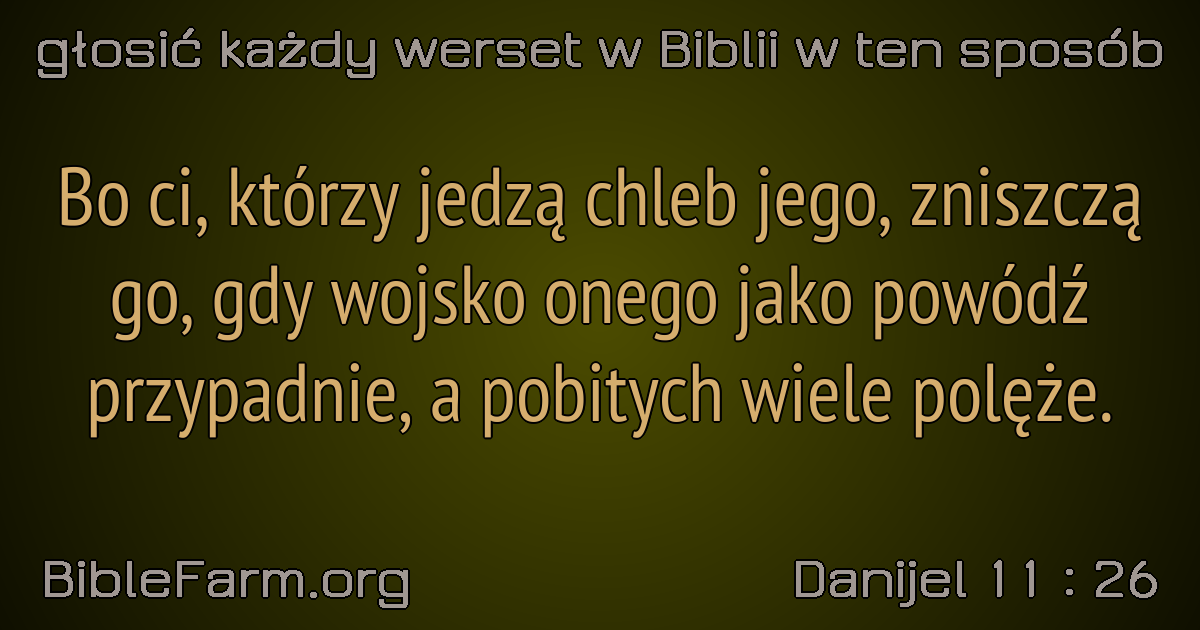 głosić każdy werset w Biblii w ten sposób
Bo ci, którzy jedzą chleb jego, zniszczą
go, gdy wojsko onego jako powódź
przypadnie, a pobitych wiele polęże.
BibleFarm.org
Danijel 11 : 26